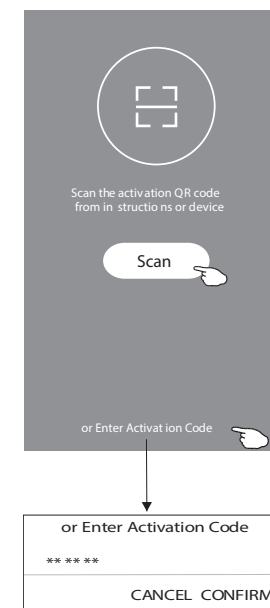 Scan the activation QR code
from in structio ns or device
Scan
or Enter Activat ion Code
or Enter Activation Code
** ** **
CANCEL CONFIRM